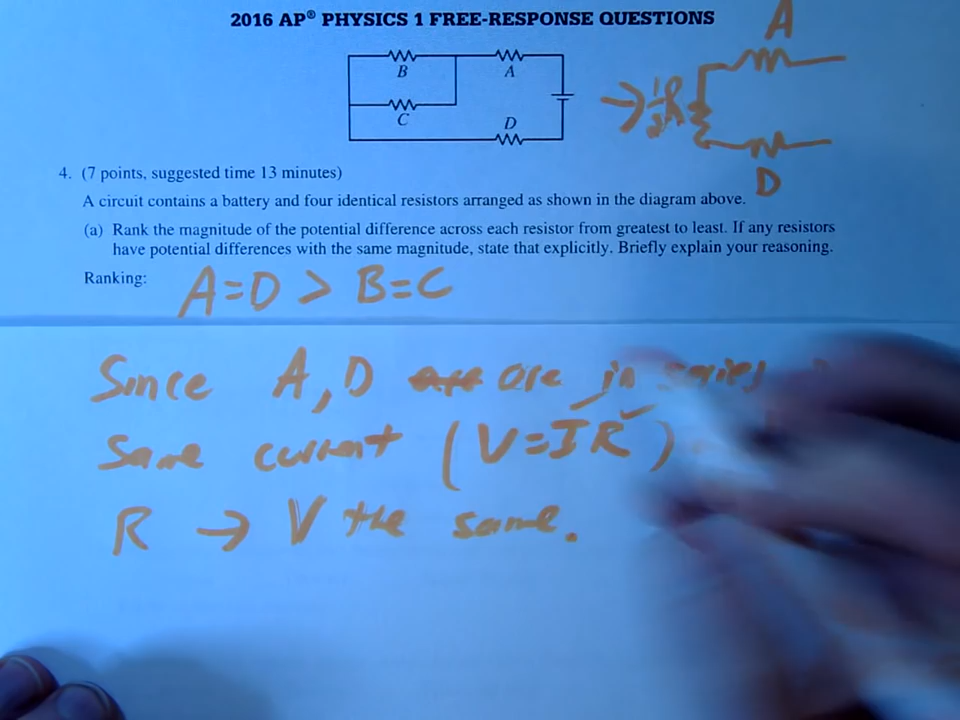 2016 AP® PHYSICS 1 FREE-RESPONSE QUESTIONS
B
A
C
D
A
→ 1/2 R
D
4. (7 points, suggested time 13 minutes)
A circuit contains a battery and four identical resistors arranged as shown in the diagram above.
(a) Rank the magnitude of the potential difference across each resistor from greatest to least. If any resistors
have potential differences with the same magnitude, state that explicitly. Briefly explain your reasoning.
Ranking:
A=D > B=C
Since A, D are in series
same current (V=IR)
R → V the same.